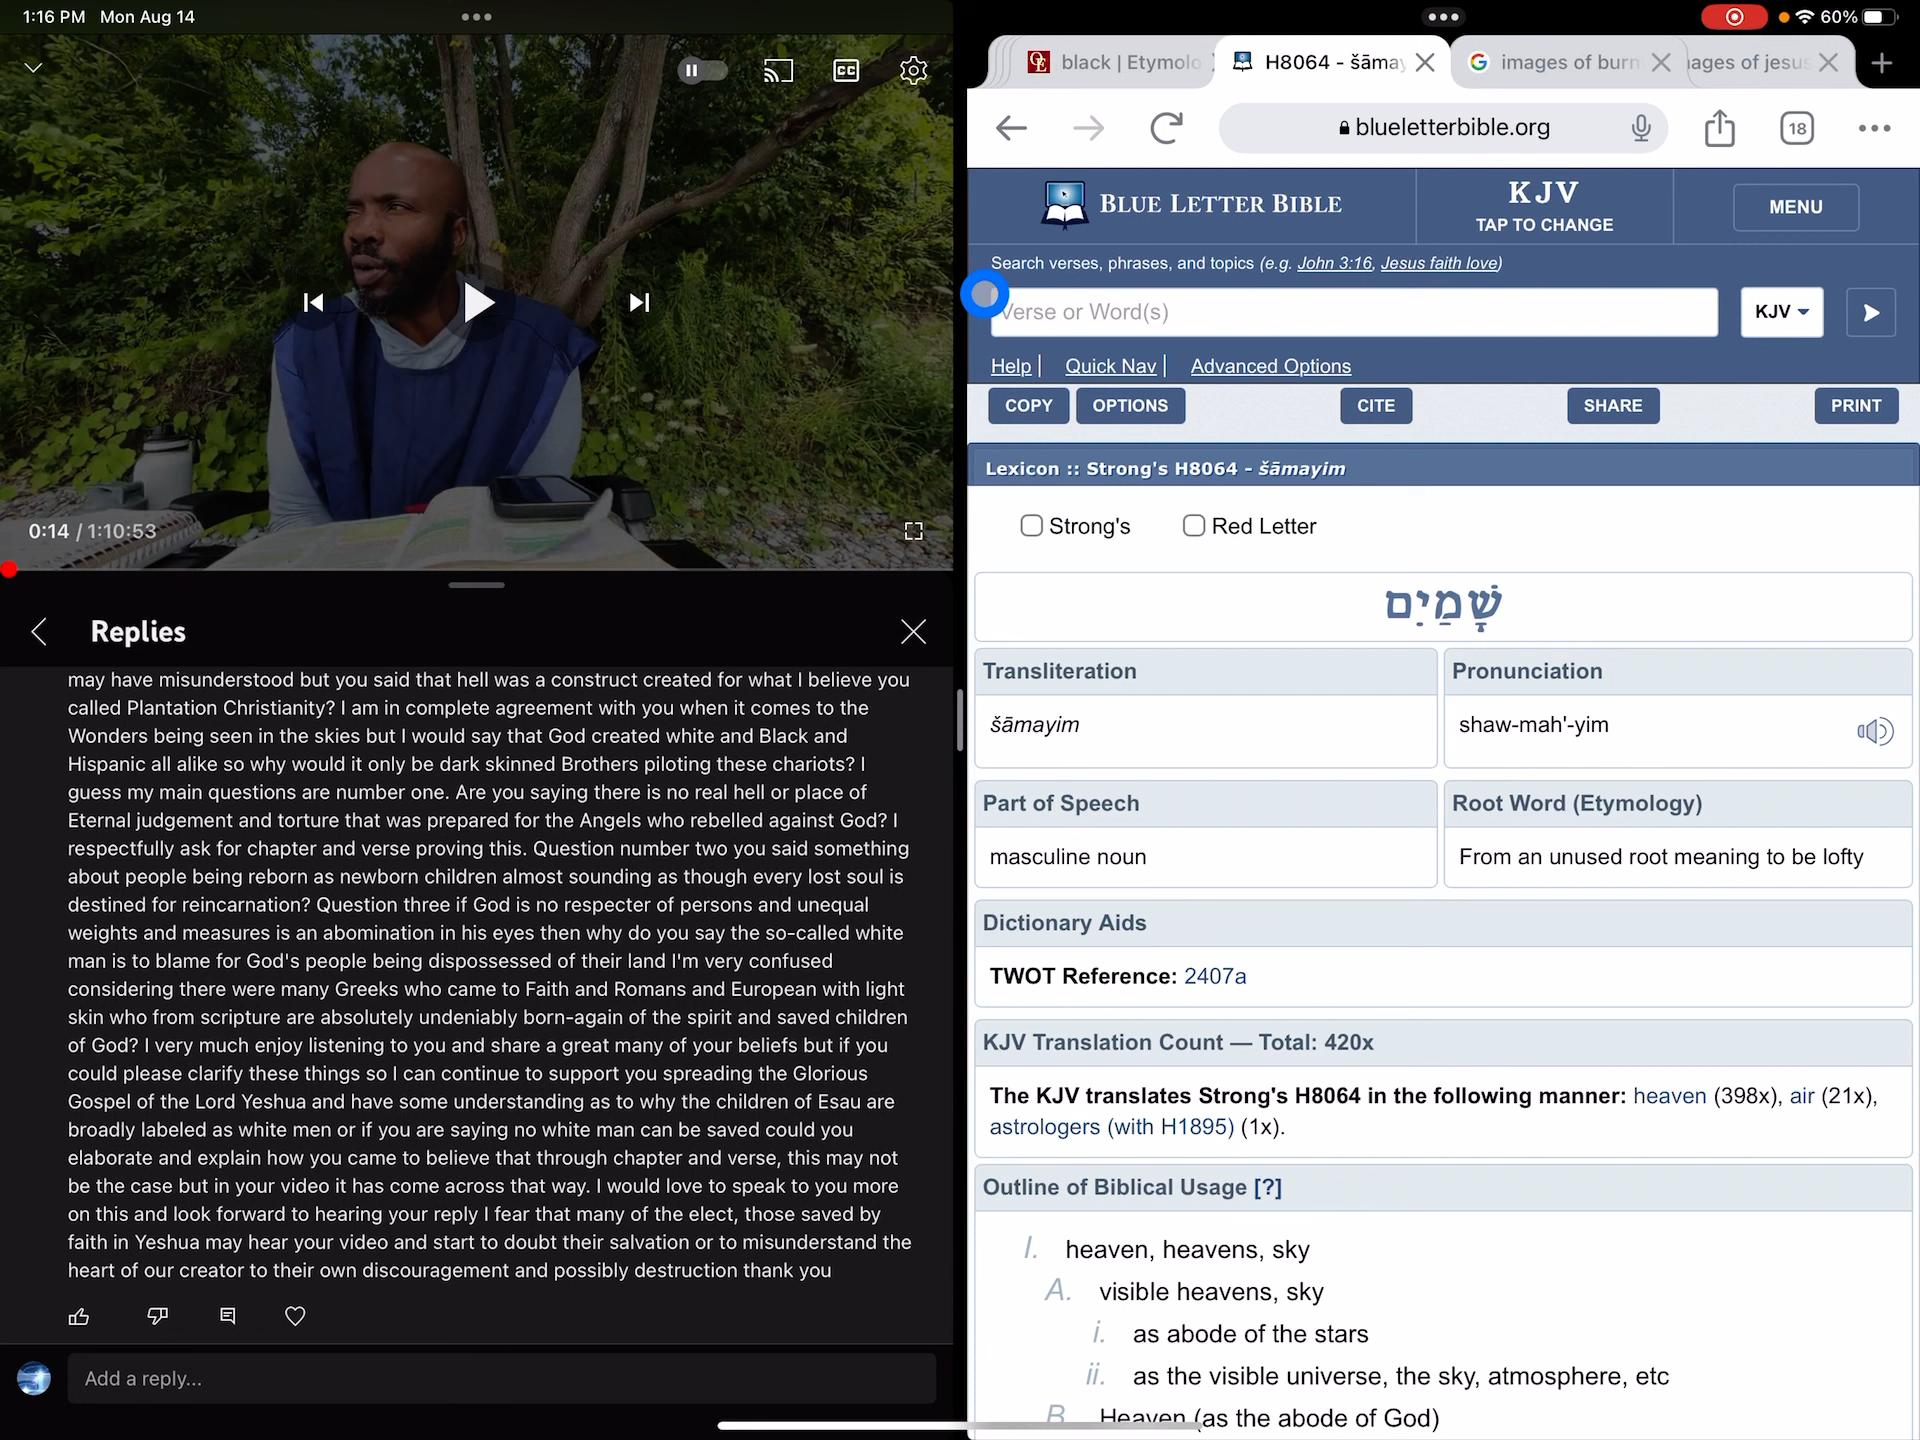 1:16 PM Mon Aug 14
0:14 / 1:10:53
Replies
may have misunderstood but you said that hell was a construct created for what I believe you
called Plantation Christianity? I am in complete agreement with you when it comes to the
Wonders being seen in the skies but I would say that God created white and Black and
Hispanic all alike so why would it only be dark skinned Brothers piloting these chariots? I
guess my main questions are number one. Are you saying there is no real hell or place of
Eternal judgement and torture that was prepared for the Angels who rebelled against God? I
respectfully ask for chapter and verse proving this. Question number two you said something
about people being reborn as newborn children almost sounding as though every lost soul is
destined for reincarnation? Question three if God is no respecter of persons and unequal
weights and measures is an abomination in his eyes then why do you say the so-called white
man is to blame for God's people being dispossessed of their land I'm very confused
considering there were many Greeks who came to Faith and Romans and European with light
skin who from scripture are absolutely undeniably born-again of the spirit and saved children
of God? I very much enjoy listening to you and share a great many of your beliefs but if you
could please clarify these things so I can continue to support you spreading the Glorious
Gospel of the Lord Yeshua and have some understanding as to why the children of Esau are
broadly labeled as white men or if you are saying no white man can be saved could you
elaborate and explain how you came to believe that through chapter and verse, this may not
be the case but in your video it has come across that way. I would love to speak to you more
on this and look forward to hearing your reply I fear that many of the elect, those saved by
faith in Yeshua may hear your video and start to doubt their salvation or to misunderstand the
heart of our creator to their own discouragement and possibly destruction thank you
Add a reply...
60%
black | Etymolo
H8064 - šāmay
images of burn
ages of jesus
blueletterbible.org
18
BLUE LETTER BIBLE
KJV
TAP TO CHANGE
MENU
Search verses, phrases, and topics (e.g. John 3:16, Jesus faith love)
Verse or Word(s)
KJV
Help | Quick Nav | Advanced Options
COPY OPTIONS CITE SHARE PRINT
Lexicon :: Strong's H8064 - šāmayim
Strong's Red Letter
שָׁמַיִם
Transliteration
šāmayim
Pronunciation
shaw-mah'-yim
Part of Speech
masculine noun
Root Word (Etymology)
From an unused root meaning to be lofty
Dictionary Aids
TWOT Reference: 2407a
KJV Translation Count — Total: 420x
The KJV translates Strong's H8064 in the following manner: heaven (398x), air (21x),
astrologers (with H1895) (1x).
Outline of Biblical Usage [?]
I. heaven, heavens, sky
A. visible heavens, sky
i. as abode of the stars
ii. as the visible universe, the sky, atmosphere, etc
B. Heaven (as the abode of God)